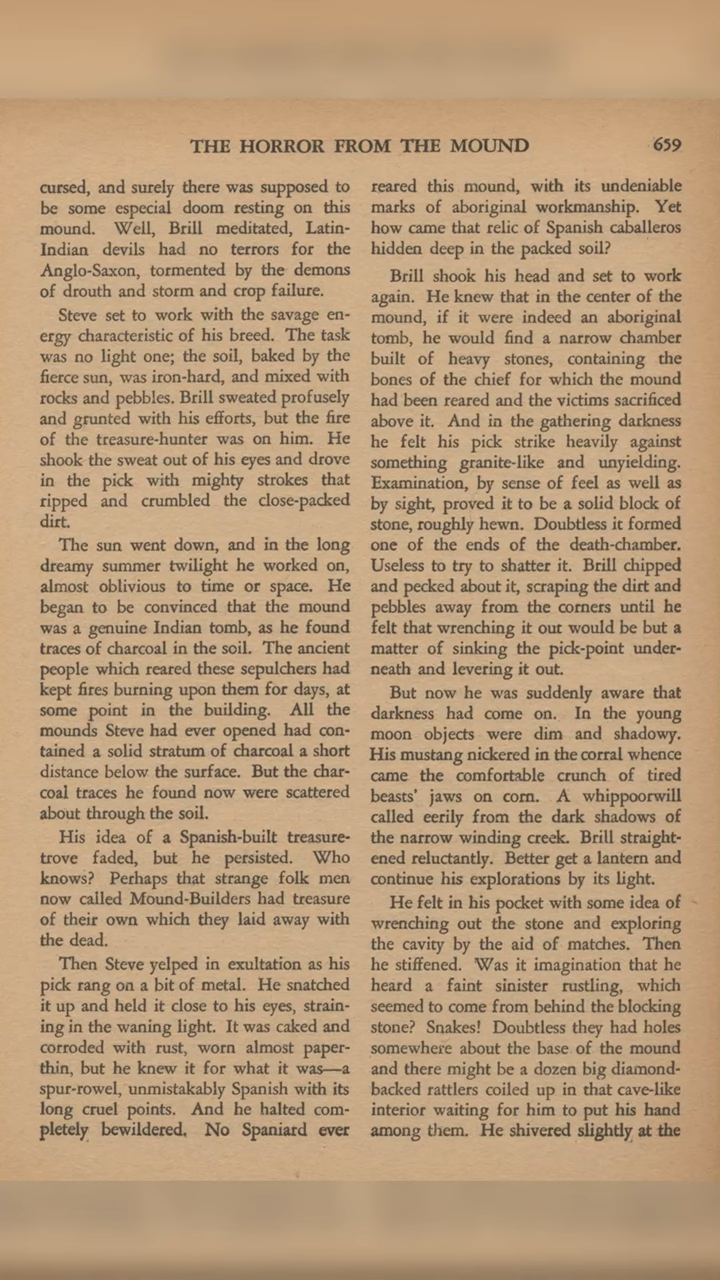 THE HORROR FROM THE MOUND 659
cursed, and surely there was supposed to
be some especial doom resting on this
mound. Well, Brill meditated, Latin-
Indian devils had no terrors for the
Anglo-Saxon, tormented by the demons
of drouth and storm and crop failure.
Steve set to work with the savage en-
ergy characteristic of his breed. The task
was no light one; the soil, baked by the
fierce sun, was iron-hard, and mixed with
rocks and pebbles. Brill sweated profusely
and grunted with his efforts, but the fire
of the treasure-hunter was on him. He
shook the sweat out of his eyes and drove
in the pick with mighty strokes that
ripped and crumbled the close-packed
dirt.
The sun went down, and in the long
dreamy summer twilight he worked on,
almost oblivious to time or space. He
began to be convinced that the mound
was a genuine Indian tomb, as he found
traces of charcoal in the soil. The ancient
people which reared these sepulchers had
kept fires burning upon them for days, at
some point in the building. All the
mounds Steve had ever opened had con-
tained a solid stratum of charcoal a short
distance below the surface. But the char-
coal traces he found now were scattered
about through the soil.
His idea of a Spanish-built treasure-
trove faded, but he persisted. Who
knows? Perhaps that strange folk men
now called Mound-Builders had treasure
of their own which they laid away with
the dead.
Then Steve yelped in exultation as his
pick rang on a bit of metal. He snatched
it up and held it close to his eyes, strain-
ing in the waning light. It was caked and
corroded with rust, worn almost paper-
thin, but he knew it for what it was—a
spur-rowel, unmistakably Spanish with its
long cruel points. And he halted com-
pletely bewildered. No Spaniard ever
reared this mound, with its undeniable
marks of aboriginal workmanship. Yet
how came that relic of Spanish caballeros
hidden deep in the packed soil?
Brill shook his head and set to work
again. He knew that in the center of the
mound, if it were indeed an aboriginal
tomb, he would find a narrow chamber
built of heavy stones, containing the
bones of the chief for which the mound
had been reared and the victims sacrificed
above it. And in the gathering darkness
he felt his pick strike heavily against
something granite-like and unyielding.
Examination, by sense of feel as well as
by sight, proved it to be a solid block of
stone, roughly hewn. Doubtless it formed
one of the ends of the death-chamber.
Useless to try to shatter it. Brill chipped
and pecked about it, scraping the dirt and
pebbles away from the corners until he
felt that wrenching it out would be but a
matter of sinking the pick-point under-
neath and levering it out.
But now he was suddenly aware that
darkness had come on. In the young
moon objects were dim and shadowy.
His mustang nickered in the corral whence
came the comfortable crunch of tired
beasts' jaws on corn. A whippoorwill
called eerily from the dark shadows of
the narrow winding creek. Brill straight-
ened reluctantly. Better get a lantern and
continue his explorations by its light.
He felt in his pocket with some idea of
wrenching out the stone and exploring
the cavity by the aid of matches. Then
he stiffened. Was it imagination that he
heard a faint sinister rustling, which
seemed to come from behind the blocking
stone? Snakes! Doubtless they had holes
somewhere about the base of the mound
and there might be a dozen big diamond-
backed rattlers coiled up in that cave-like
interior waiting for him to put his hand
among them. He shivered slightly at the